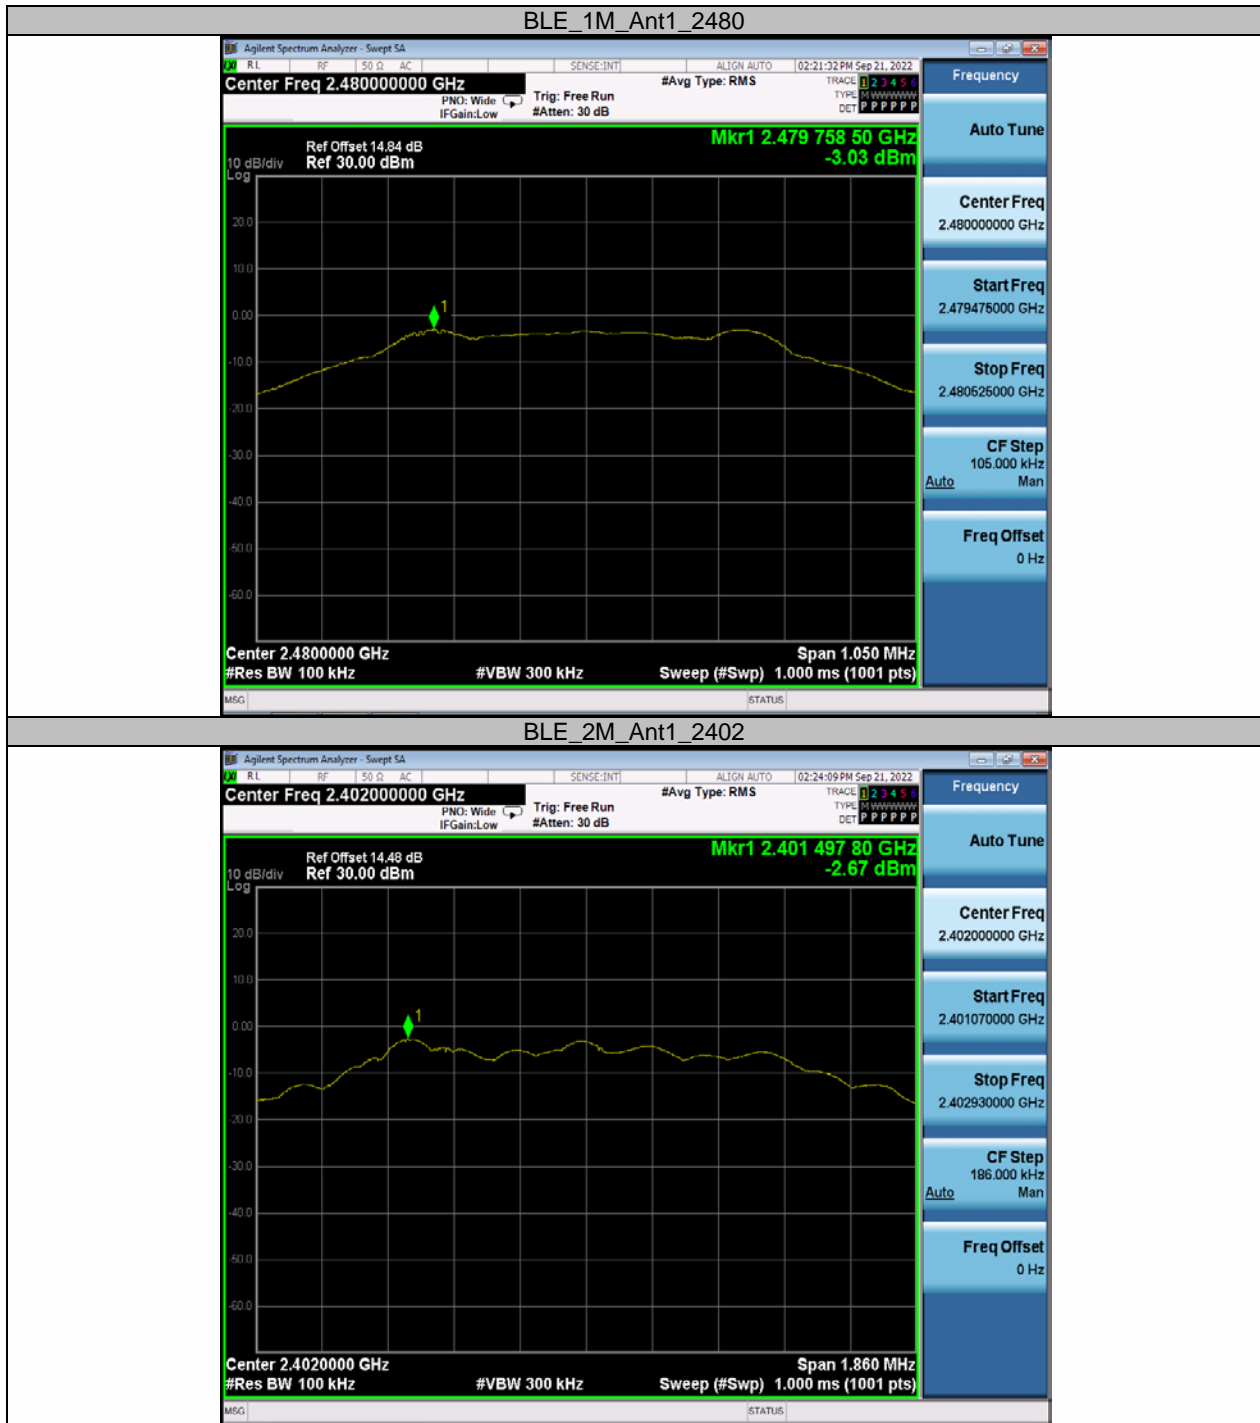 BLE_1M_Ant1_2480
Agilent Spectrum Analyzer - Swept SA
RL RF 50 Ω AC SENSE:INT ALIGN AUTO 02:21:32 PM Sep 21, 2022
Center Freq 2.480000000 GHz
#Avg Type: RMS
TRACE 1 2 3 4 5 6
PNO: Wide Trig: Free Run
TYPE M WWWWW
IFGain:Low #Atten: 30 dB
DET P P P P P P
Frequency
Auto Tune
Mkr1 2.479 758 50 GHz
-3.03 dBm
Ref Offset 14.84 dB
10 dB/div Ref 30.00 dBm
Log
20.0
10.0
0.00
-10.0
-20.0
-30.0
-40.0
-50.0
-60.0
1
Center Freq
2.480000000 GHz
Start Freq
2.479475000 GHz
Stop Freq
2.480525000 GHz
CF Step
105.000 kHz
Auto Man
Freq Offset
0 Hz
Center 2.4800000 GHz Span 1.050 MHz
#Res BW 100 kHz #VBW 300 kHz Sweep (#Swp) 1.000 ms (1001 pts)
MSG STATUS
BLE_2M_Ant1_2402
Agilent Spectrum Analyzer - Swept SA
RL RF 50 Ω AC SENSE:INT ALIGN AUTO 02:24:09 PM Sep 21, 2022
Center Freq 2.402000000 GHz
#Avg Type: RMS
TRACE 1 2 3 4 5 6
PNO: Wide Trig: Free Run
TYPE M WWWWW
IFGain:Low #Atten: 30 dB
DET P P P P P P
Frequency
Auto Tune
Mkr1 2.401 497 80 GHz
-2.67 dBm
Ref Offset 14.48 dB
10 dB/div Ref 30.00 dBm
Log
20.0
10.0
0.00
-10.0
-20.0
-30.0
-40.0
-50.0
-60.0
1
Center Freq
2.402000000 GHz
Start Freq
2.401070000 GHz
Stop Freq
2.402930000 GHz
CF Step
186.000 kHz
Auto Man
Freq Offset
0 Hz
Center 2.4020000 GHz Span 1.860 MHz
#Res BW 100 kHz #VBW 300 kHz Sweep (#Swp) 1.000 ms (1001 pts)
MSG STATUS